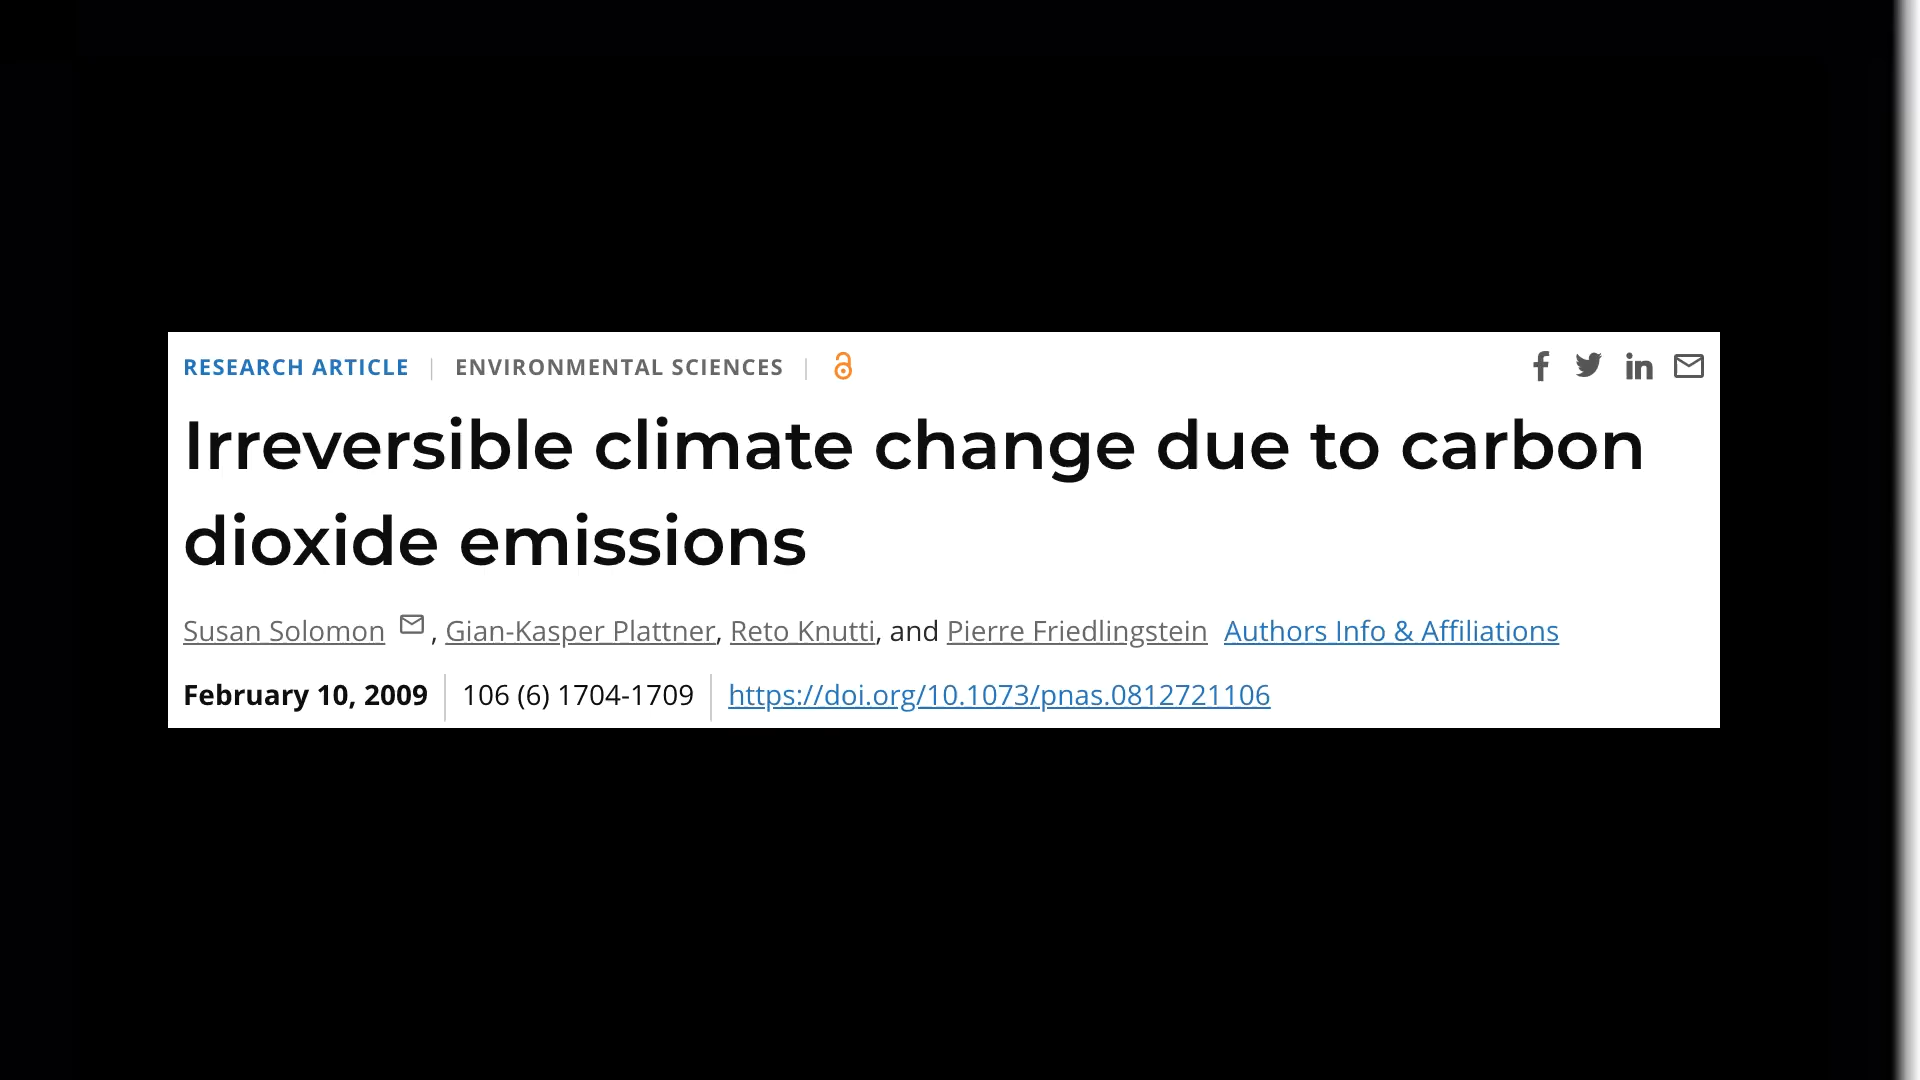 RESEARCH ARTICLE | ENVIRONMENTAL SCIENCES |
Irreversible climate change due to carbon
dioxide emissions
Susan Solomon , Gian-Kasper Plattner, Reto Knutti, and Pierre Friedlingstein Authors Info & Affiliations
February 10, 2009 | 106 (6) 1704-1709 | https://doi.org/10.1073/pnas.0812721106